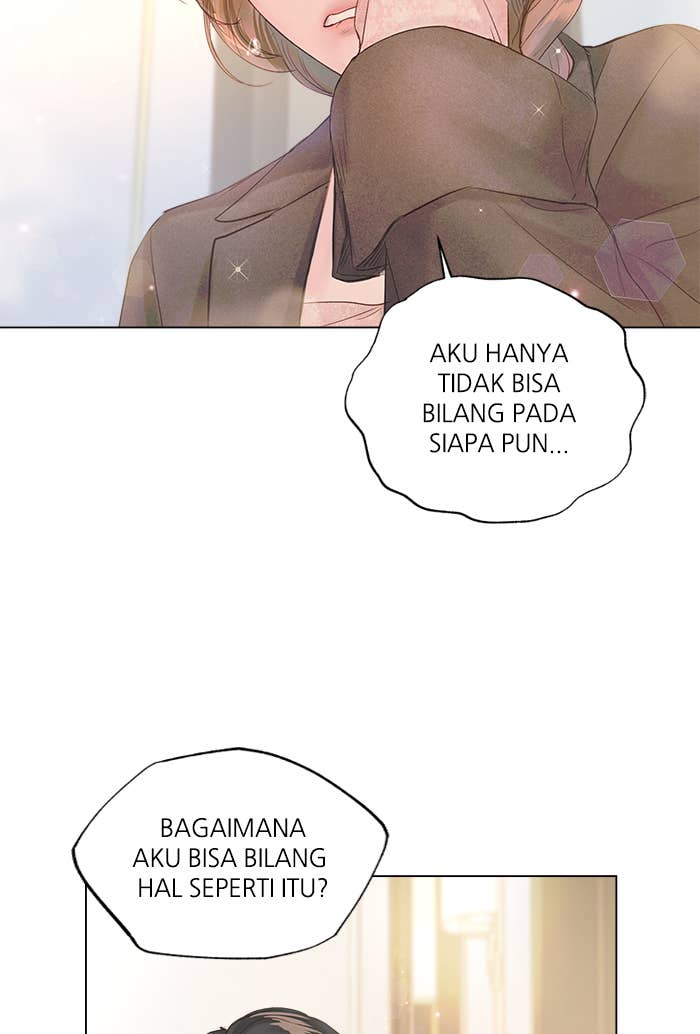 AKU HANYA
TIDAK BISA
BILANG PADA
SIAPA PUN...
BAGAIMANA
AKU BISA BILANG
HAL SEPERTI ITU?